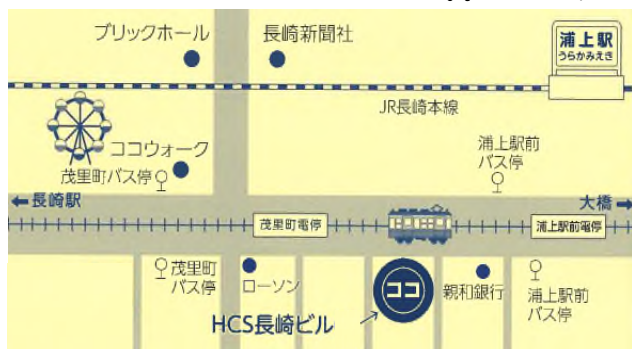 ブリックホール
長崎新聞社
浦上駅
うらかみえき
JR長崎本線
ココウォーク
茂里町バス停
浦上駅前
バス停
←長崎駅
大橋→
茂里町電停
浦上駅前電停
茂里町
バス停
ローソン
ココ
親和銀行
浦上駅前
バス停
HCS長崎ビル